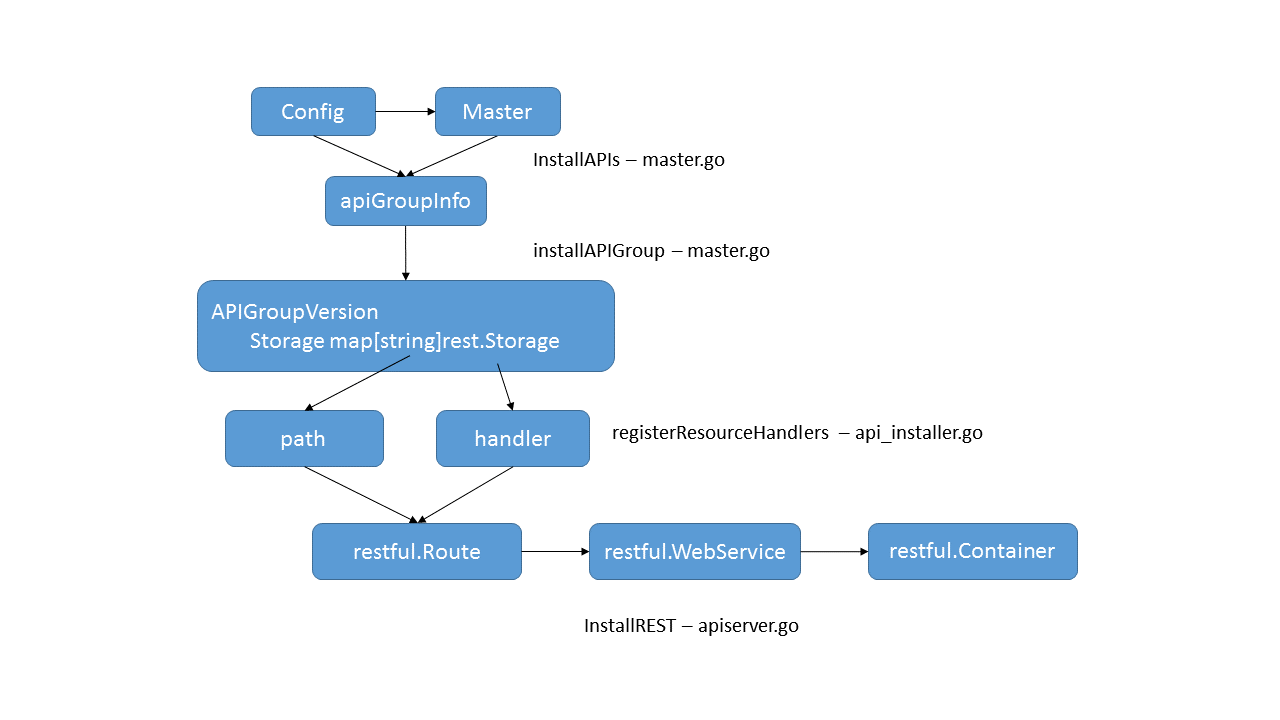 Config
Master
InstallAPIs – master.go
apiGroupInfo
installAPIGroup – master.go
APIGroupVersion
Storage map[string]rest.Storage
path
handler
registerResourceHandlers – api_installer.go
restful.Route
restful.WebService
restful.Container
InstallREST – apiserver.go